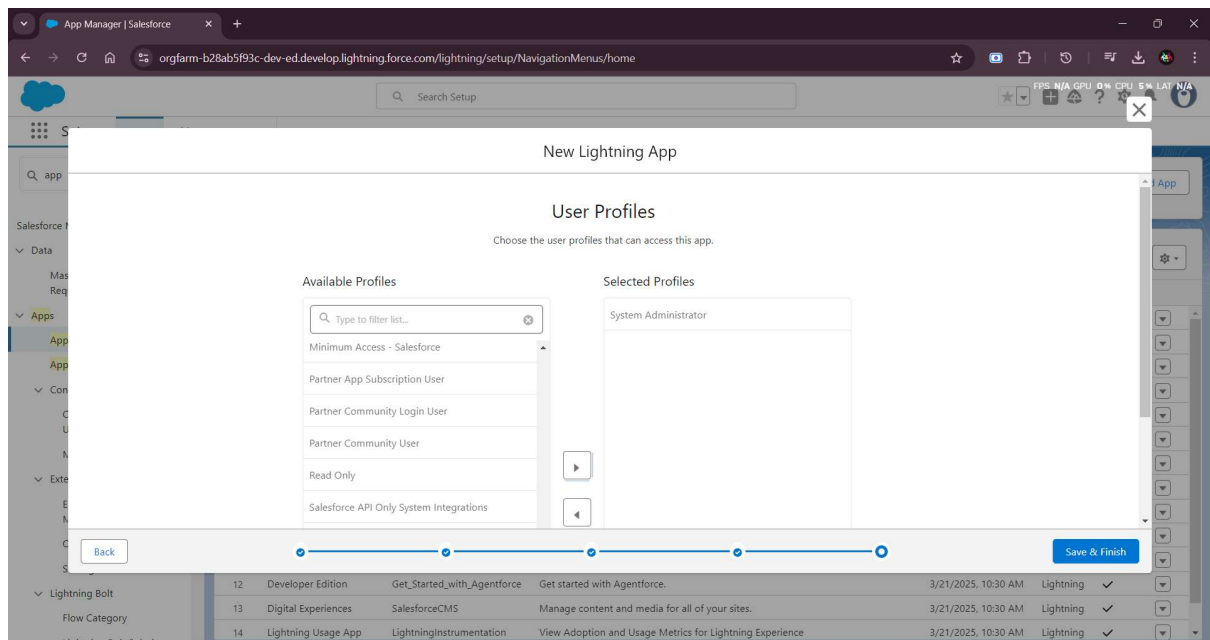 App Manager | Salesforce
orgfarm-b28ab5f93c-dev-ed.develop.lightning.force.com/lightning/setup/NavigationMenus/home
FPS N/A GPU 0% CPU 5% LAT N/A
Search Setup
New Lightning App
app
App
User Profiles
Choose the user profiles that can access this app.
Salesforce
Data
Mas
Req
Available Profiles
Selected Profiles
Type to filter list...
System Administrator
Apps
App
App
Minimum Access - Salesforce
Partner App Subscription User
Con
Partner Community Login User
Partner Community User
Read Only
Exte
Salesforce API Only System Integrations
Back
Save & Finish
12 Developer Edition Get_Started_with_Agentforce Get started with Agentforce. 3/21/2025, 10:30 AM Lightning
Lightning Bolt
13 Digital Experiences SalesforceCMS Manage content and media for all of your sites. 3/21/2025, 10:30 AM Lightning
Flow Category
14 Lightning Usage App LightningInstrumentation View Adoption and Usage Metrics for Lightning Experience 3/21/2025, 10:30 AM Lightning